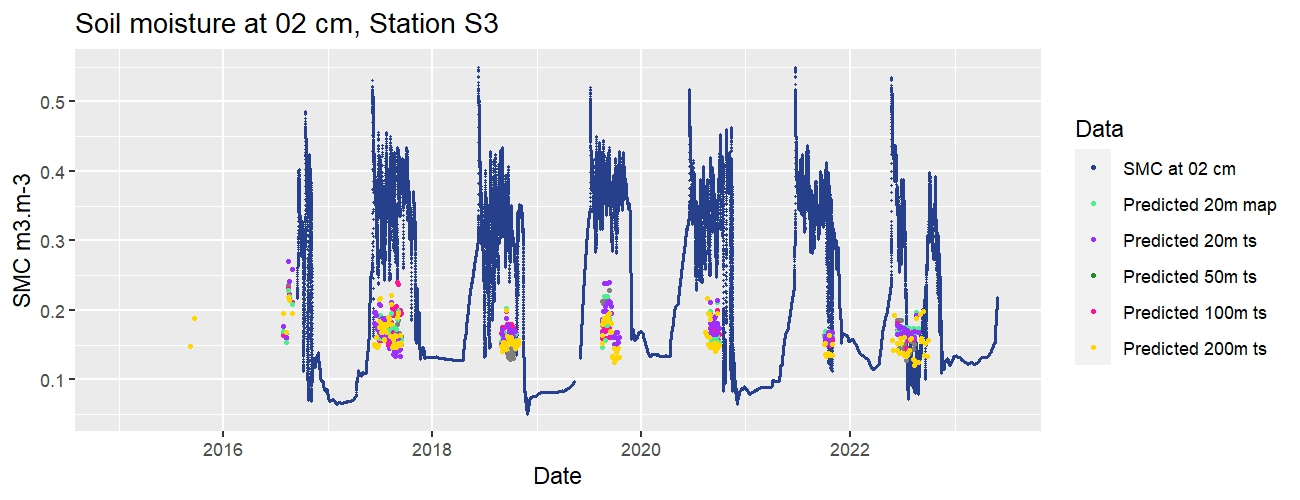 Soil moisture at 02 cm, Station S3
SMC m3.m-3
0.5
0.4
0.3
0.2
0.1
2016
2018
2020
2022
Date
Data
SMC at 02 cm
Predicted 20m map
Predicted 20m ts
Predicted 50m ts
Predicted 100m ts
Predicted 200m ts